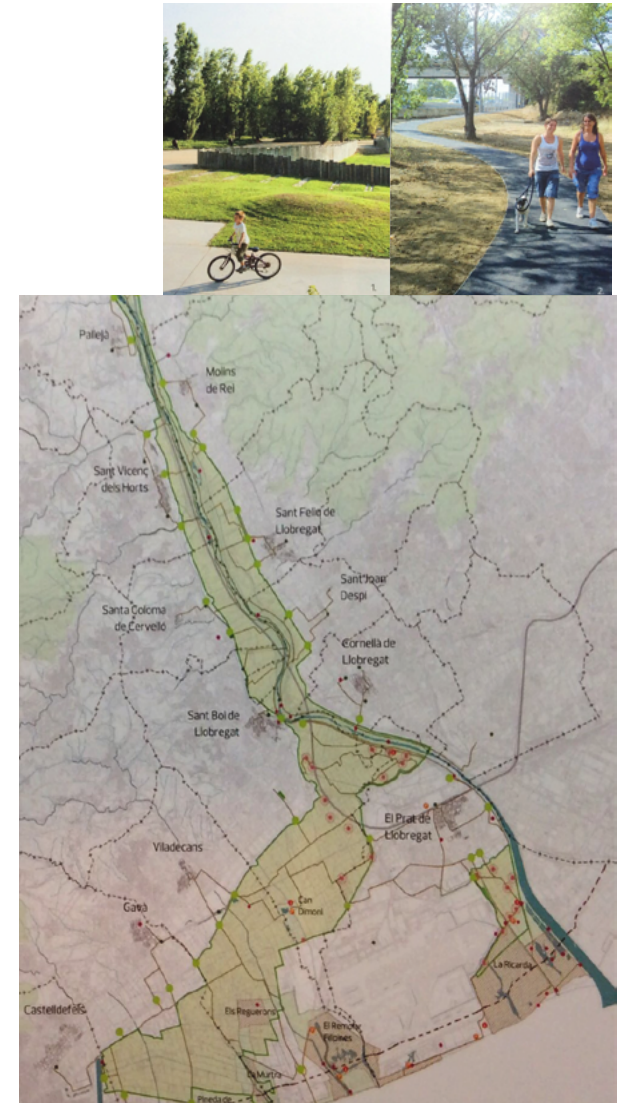 1.
2.
Pallejà
Molins
de Rei
Sant Vicenç
dels Horts
Sant Feliu de
Llobregat
Sant Joan
Despí
Santa Coloma
de Cervelló
Cornellà de
Llobregat
Sant Boi de
Llobregat
El Prat de
Llobregat
Viladecans
Can
Dimoni
Gavà
La Ricarda
Castelldefels
Els Reguerons
El Remolar
Filipines
La Murtra
Pineda de